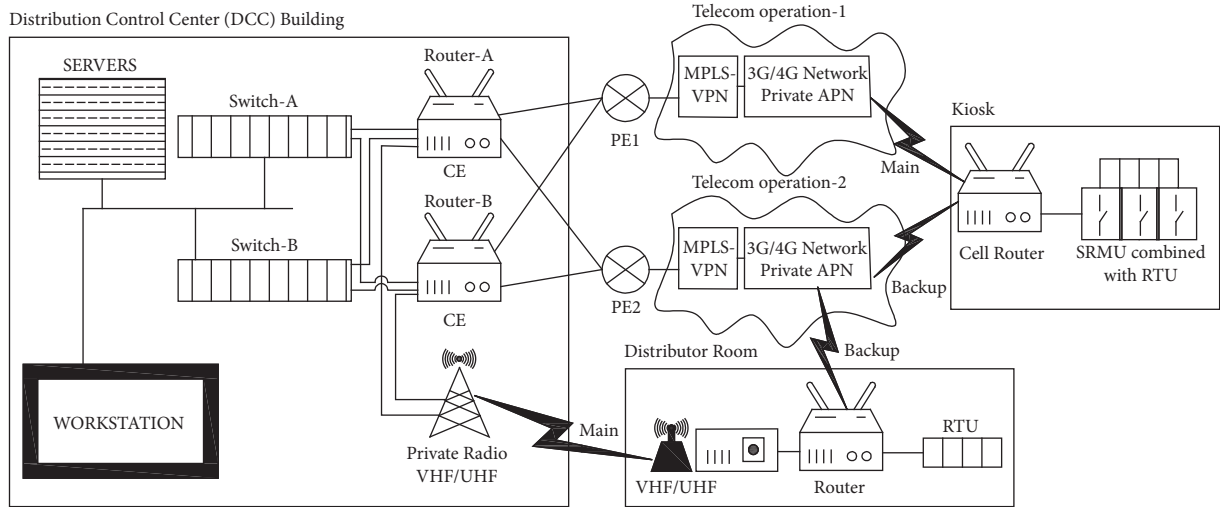 Distribution Control Center (DCC) Building
SERVERS
Switch-A
Router-A
CE
Router-B
Switch-B
CE
WORKSTATION
Private Radio
VHF/UHF
PE1
PE2
Telecom operation-1
MPLS-
VPN
3G/4G Network
Private APN
Main
Telecom operation-2
MPLS-
VPN
3G/4G Network
Private APN
Backup
Kiosk
Cell Router
SRMU combined
with RTU
Backup
Distributor Room
Main
VHF/UHF
Router
RTU